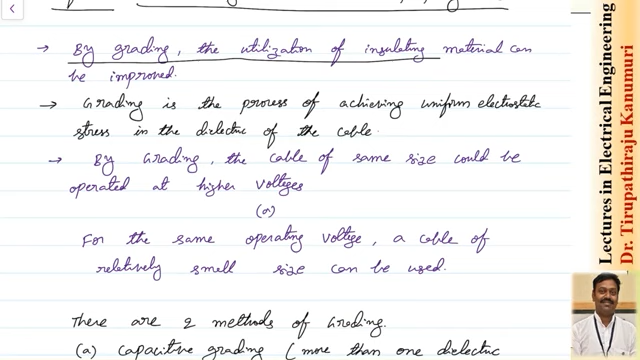 → By grading, the utilization of insulating material can
be improved.
→ Grading is the process of achieving uniform electrostatic
stress in the dielectric of the cable.
→ By Grading, the cable of same size could be
operated at higher Voltages
(or)
For the same operating Voltage, a cable of
relatively small size can be used.
There are 2 methods of Grading.
(a) Capacitive grading (more than one dielectric
Lectures in Electrical Engineering
Dr. Tirupathiraju Kanumuri